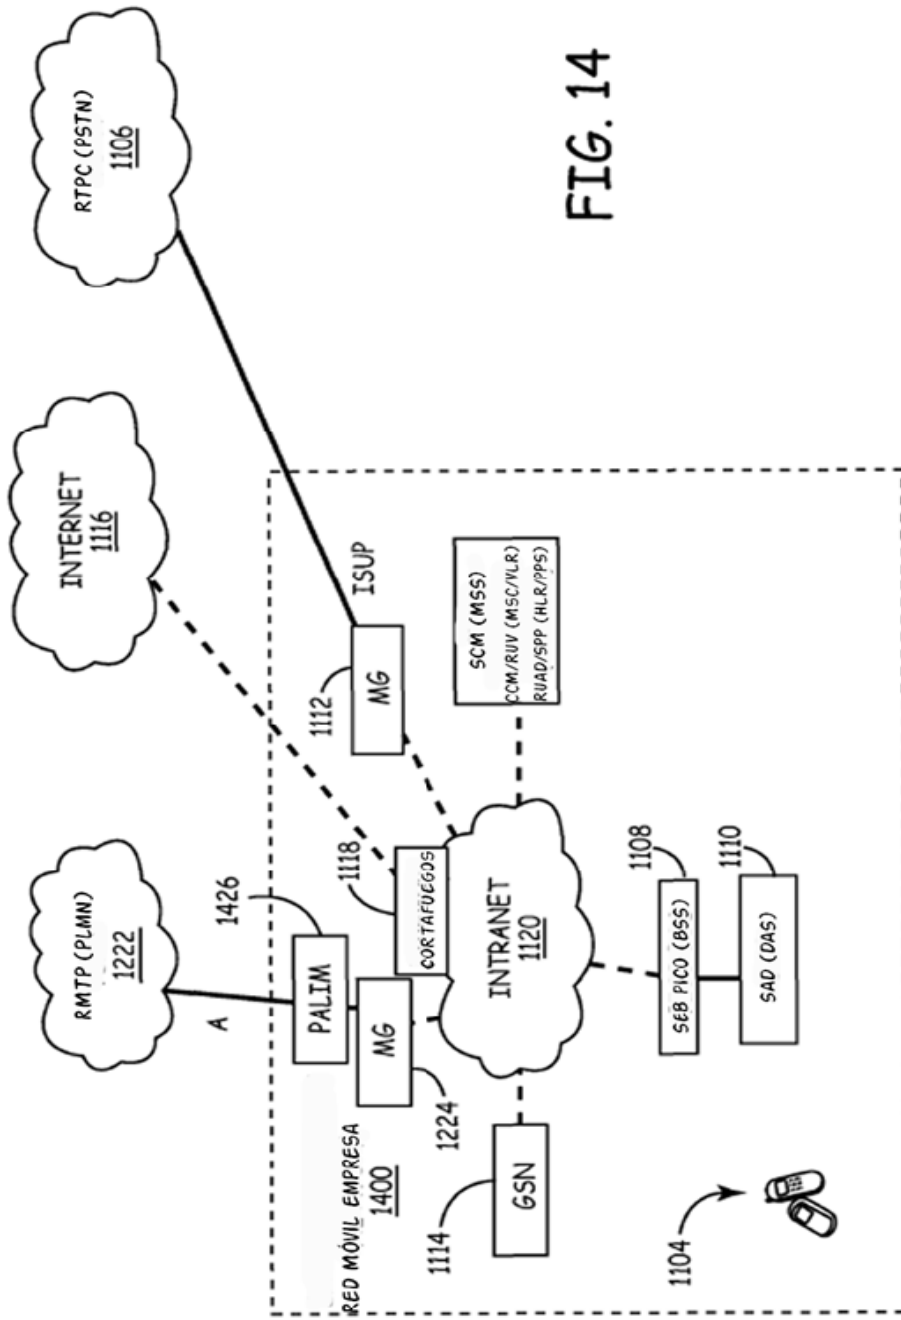 RMTP (PLMN)
1222
INTERNET
1116
RTPC (PSTN)
1106
A
1426
PALIM
RED MÓVIL EMPRESA
1400
MG
1224
1118
CORTAFUEGOS
1112
MG
ISUP
1114
GSN
INTRANET
1120
SCM (MSS)
CCM/RUV (MSC/VLR)
RUAD/SPP (HLR/PPS)
FIG. 14
1104
1108
SEB PICO (BSS)
1110
SAD (DAS)